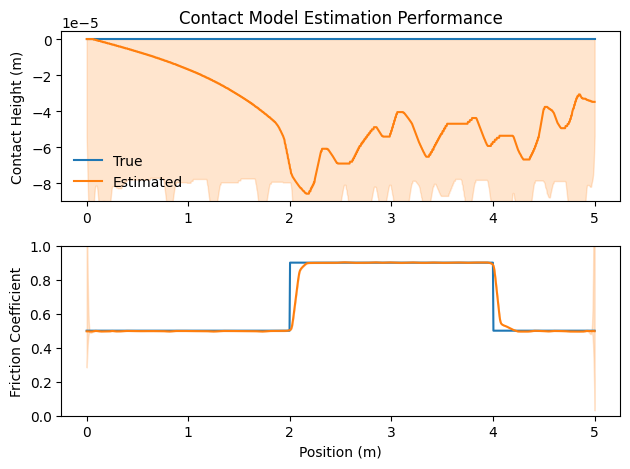 Contact Model Estimation Performance
1e−5
Contact Height (m)
0
−2
−4
−6
−8
True
Estimated
0 1 2 3 4 5
Friction Coefficient
1.0
0.8
0.6
0.4
0.2
0.0
0 1 2 3 4 5
Position (m)